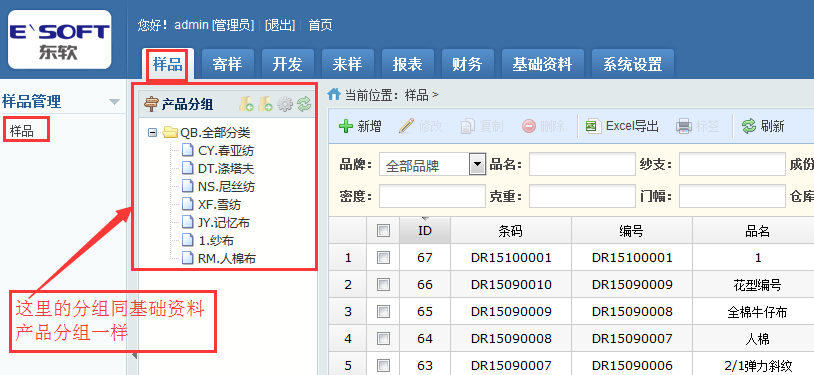 E`SOFT
东软
您好！admin [管理员] | [退出] | 首页
样品 寄样 开发 来样 报表 财务 基础资料 系统设置
样品管理
样品
产品分组
QB.全部分类
CY.春亚纺
DT.涤塔夫
NS.尼丝纺
XF.雪纺
JY.记忆布
1.纱布
RM.人棉布
这里的分组同基础资料
产品分组一样
当前位置：样品 >
新增 修改 复制 删除 Excel导出 标签 刷新
品牌： 全部品牌 品名： 纱支： 成份
密度： 克重： 门幅： 仓库
ID 条码 编号 品名
1 67 DR15100001 DR15100001 1
2 66 DR15090010 DR15090009 花型编号
3 65 DR15090009 DR15090008 全棉牛仔布
4 64 DR15090008 DR15090007 人棉
5 63 DR15090007 DR15090006 2/1弹力斜纹